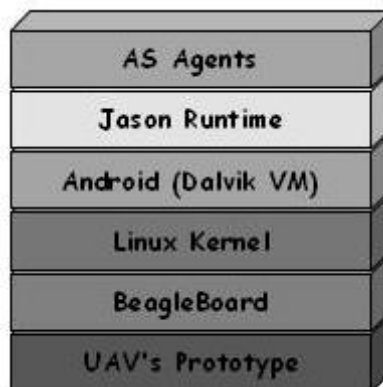 AS Agents
Jason Runtime
Android (Dalvik VM)
Linux Kernel
BeagleBoard
UAV's Prototype